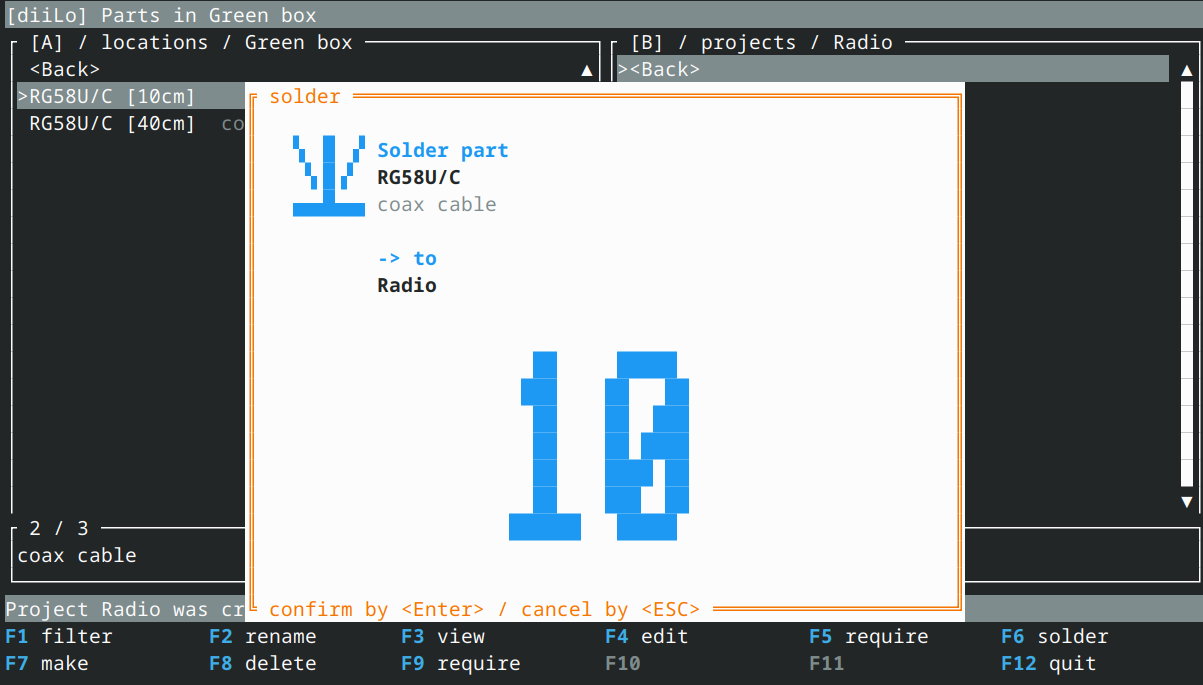 [diiLo] Parts in Green box
[A] / locations / Green box
[B] / projects / Radio
<Back>
><Back>
>RG58U/C [10cm]
RG58U/C [40cm] co
solder
Solder part
RG58U/C
coax cable
-> to
Radio
10
confirm by <Enter> / cancel by <ESC>
2 / 3
coax cable
Project Radio was cr
F1 filter F2 rename F3 view F4 edit F5 require F6 solder
F7 make F8 delete F9 require F10 F11 F12 quit